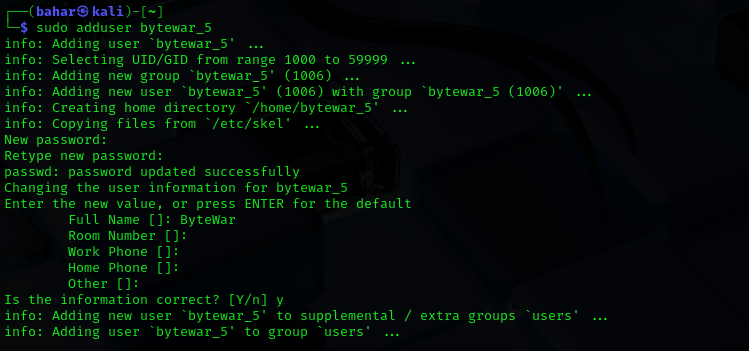 ┌──(bahar㉿kali)-[~]
└─$ sudo adduser bytewar_5
info: Adding user `bytewar_5' ...
info: Selecting UID/GID from range 1000 to 59999 ...
info: Adding new group `bytewar_5' (1006) ...
info: Adding new user `bytewar_5' (1006) with group `bytewar_5 (1006)' ...
info: Creating home directory `/home/bytewar_5' ...
info: Copying files from `/etc/skel' ...
New password:
Retype new password:
passwd: password updated successfully
Changing the user information for bytewar_5
Enter the new value, or press ENTER for the default
        Full Name []: ByteWar
        Room Number []:
        Work Phone []:
        Home Phone []:
        Other []:
Is the information correct? [Y/n] y
info: Adding new user `bytewar_5' to supplemental / extra groups `users' ...
info: Adding user `bytewar_5' to group `users' ...